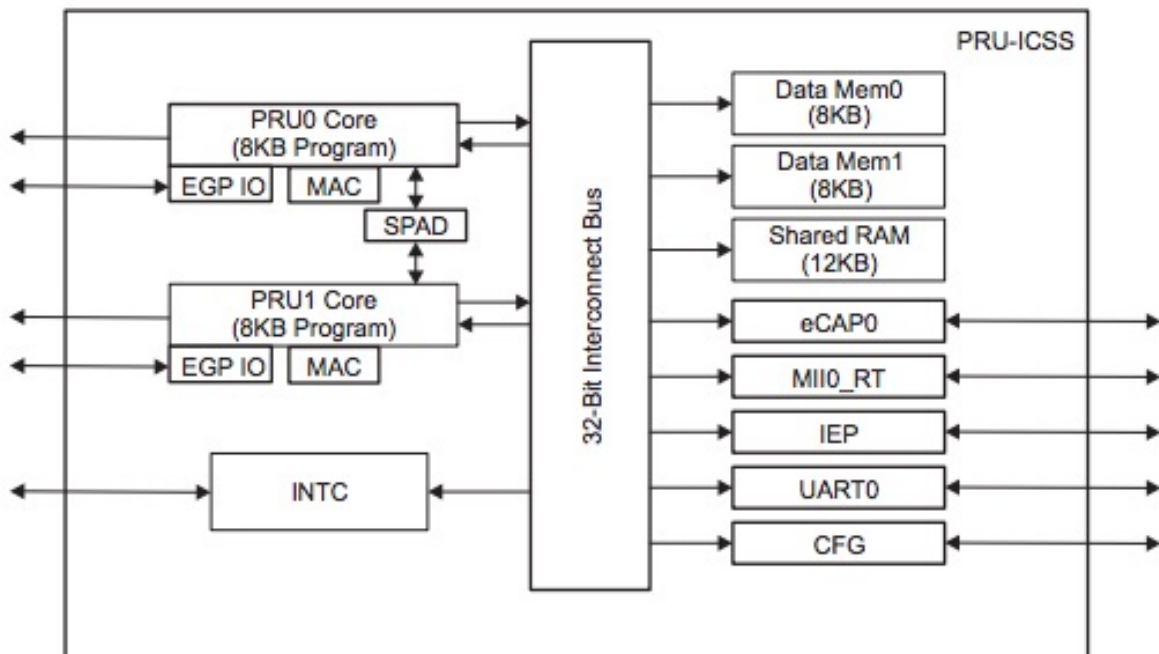 PRU-ICSS
PRU0 Core
(8KB Program)
EGP IO
MAC
SPAD
PRU1 Core
(8KB Program)
EGP IO
MAC
INTC
32-Bit Interconnect Bus
Data Mem0
(8KB)
Data Mem1
(8KB)
Shared RAM
(12KB)
eCAP0
MII0_RT
IEP
UART0
CFG